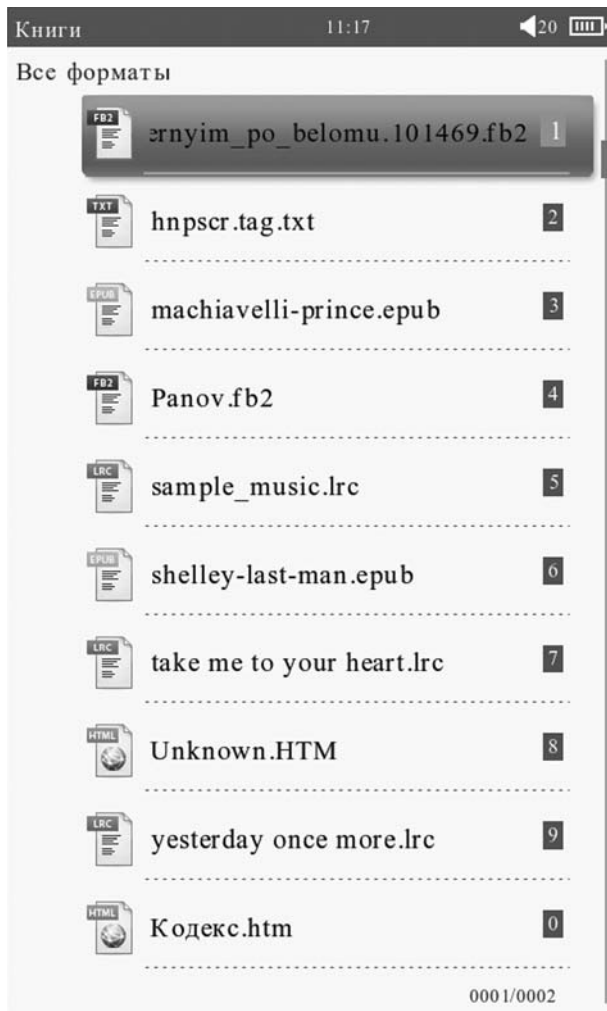 Книги 11:17 20
Все форматы
FB2 ernyim_po_belomu.101469.fb2 1
TXT hnpscr.tag.txt 2
EPUB machiavelli-prince.epub 3
FB2 Panov.fb2 4
LRC sample_music.lrc 5
EPUB shelley-last-man.epub 6
LRC take me to your heart.lrc 7
HTML Unknown.HTM 8
LRC yesterday once more.lrc 9
HTML Кодекс.htm 0
0001/0002